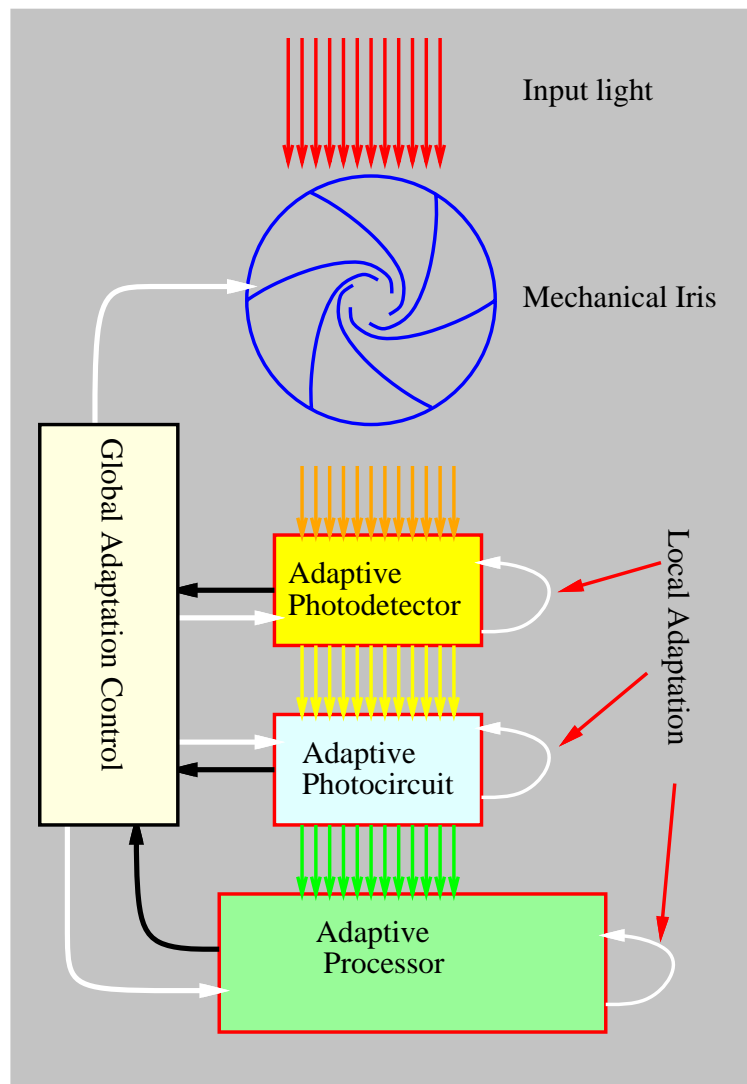 Input light
Mechanical Iris
Global Adaptation Control
Adaptive
Photodetector
Local Adaptation
Adaptive
Photocircuit
Adaptive
Processor